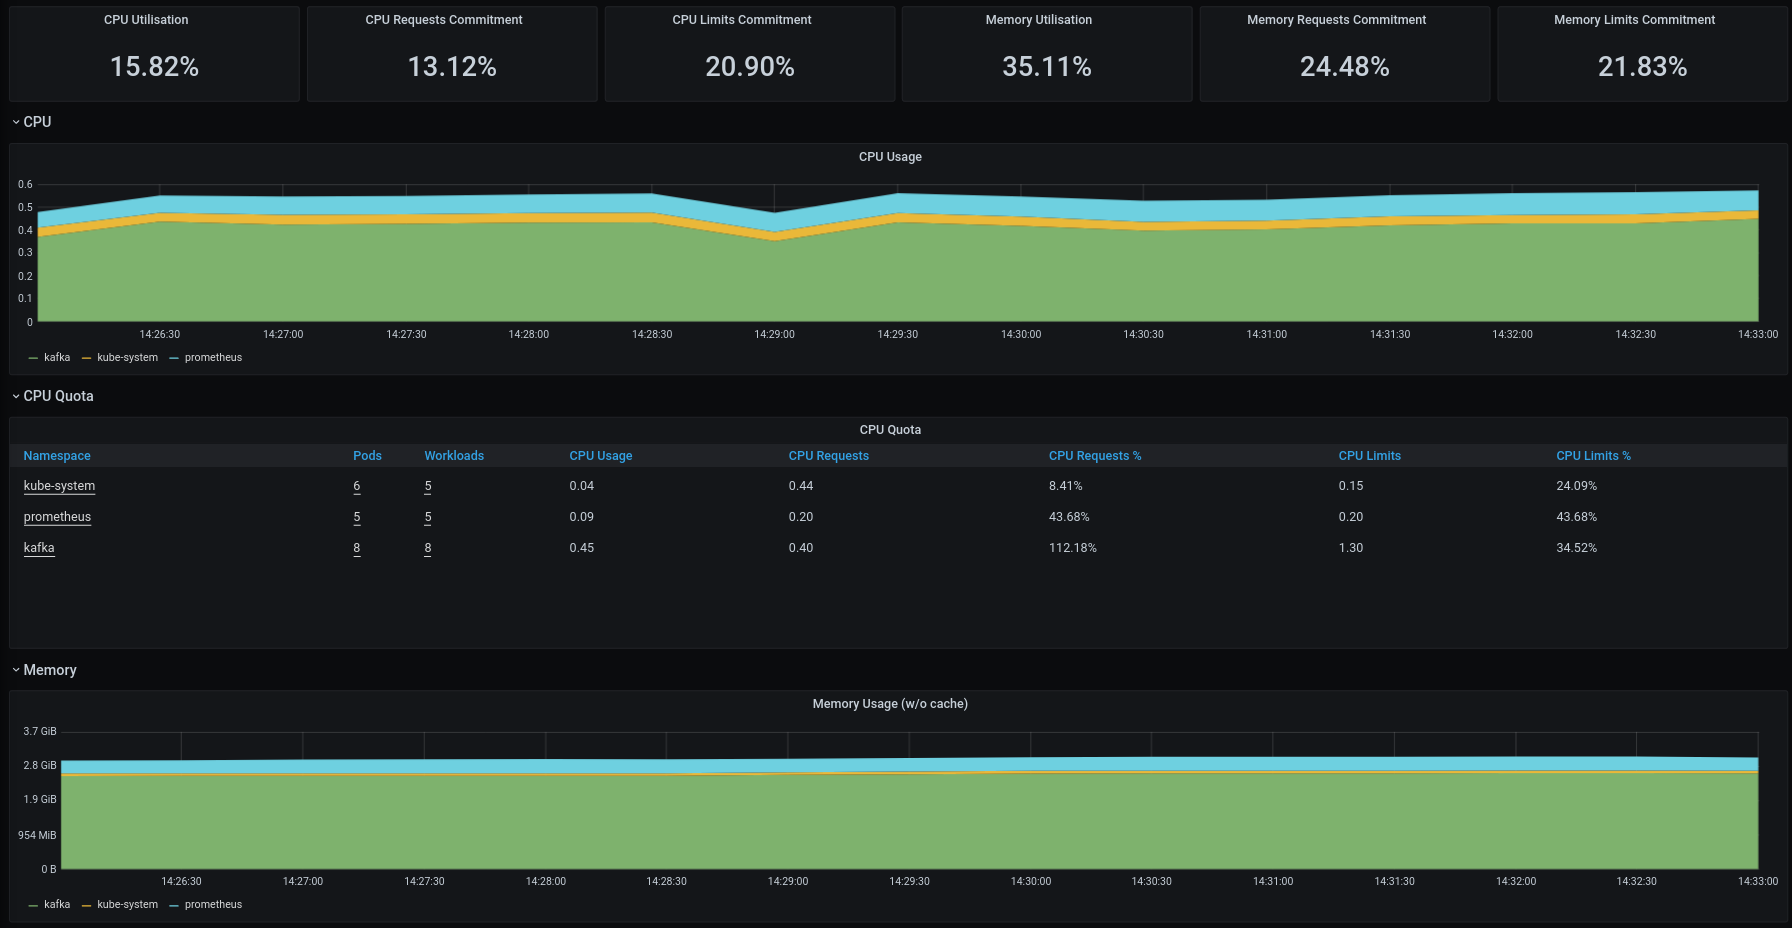 CPU Utilisation CPU Requests Commitment CPU Limits Commitment Memory Utilisation Memory Requests Commitment Memory Limits Commitment
15.82% 13.12% 20.90% 35.11% 24.48% 21.83%
CPU
CPU Usage
0.6
0.5
0.4
0.3
0.2
0.1
0
14:26:30 14:27:00 14:27:30 14:28:00 14:28:30 14:29:00 14:29:30 14:30:00 14:30:30 14:31:00 14:31:30 14:32:00 14:32:30 14:33:00
kafka kube-system prometheus
CPU Quota
CPU Quota
Namespace Pods Workloads CPU Usage CPU Requests CPU Requests % CPU Limits CPU Limits %
kube-system 6 5 0.04 0.44 8.41% 0.15 24.09%
prometheus 5 5 0.09 0.20 43.68% 0.20 43.68%
kafka 8 8 0.45 0.40 112.18% 1.30 34.52%
Memory
Memory Usage (w/o cache)
3.7 GiB
2.8 GiB
1.9 GiB
954 MiB
0 B
14:26:30 14:27:00 14:27:30 14:28:00 14:28:30 14:29:00 14:29:30 14:30:00 14:30:30 14:31:00 14:31:30 14:32:00 14:32:30 14:33:00
kafka kube-system prometheus